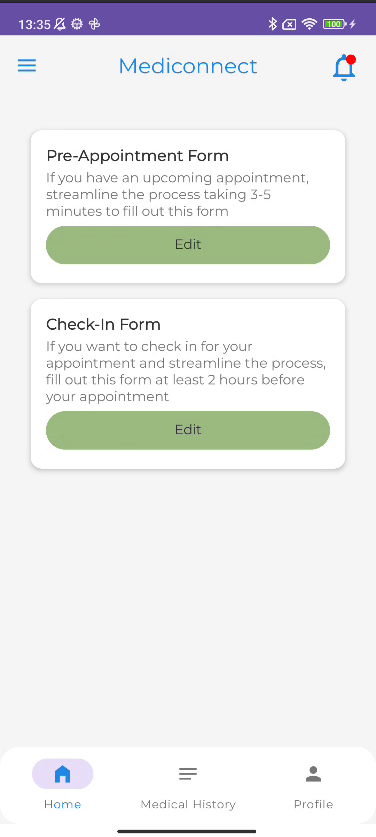 13:35
100
Mediconnect
Pre-Appointment Form
If you have an upcoming appointment,
streamline the process taking 3-5
minutes to fill out this form
Edit
Check-In Form
If you want to check in for your
appointment and streamline the process,
fill out this form at least 2 hours before
your appointment
Edit
Home
Medical History
Profile